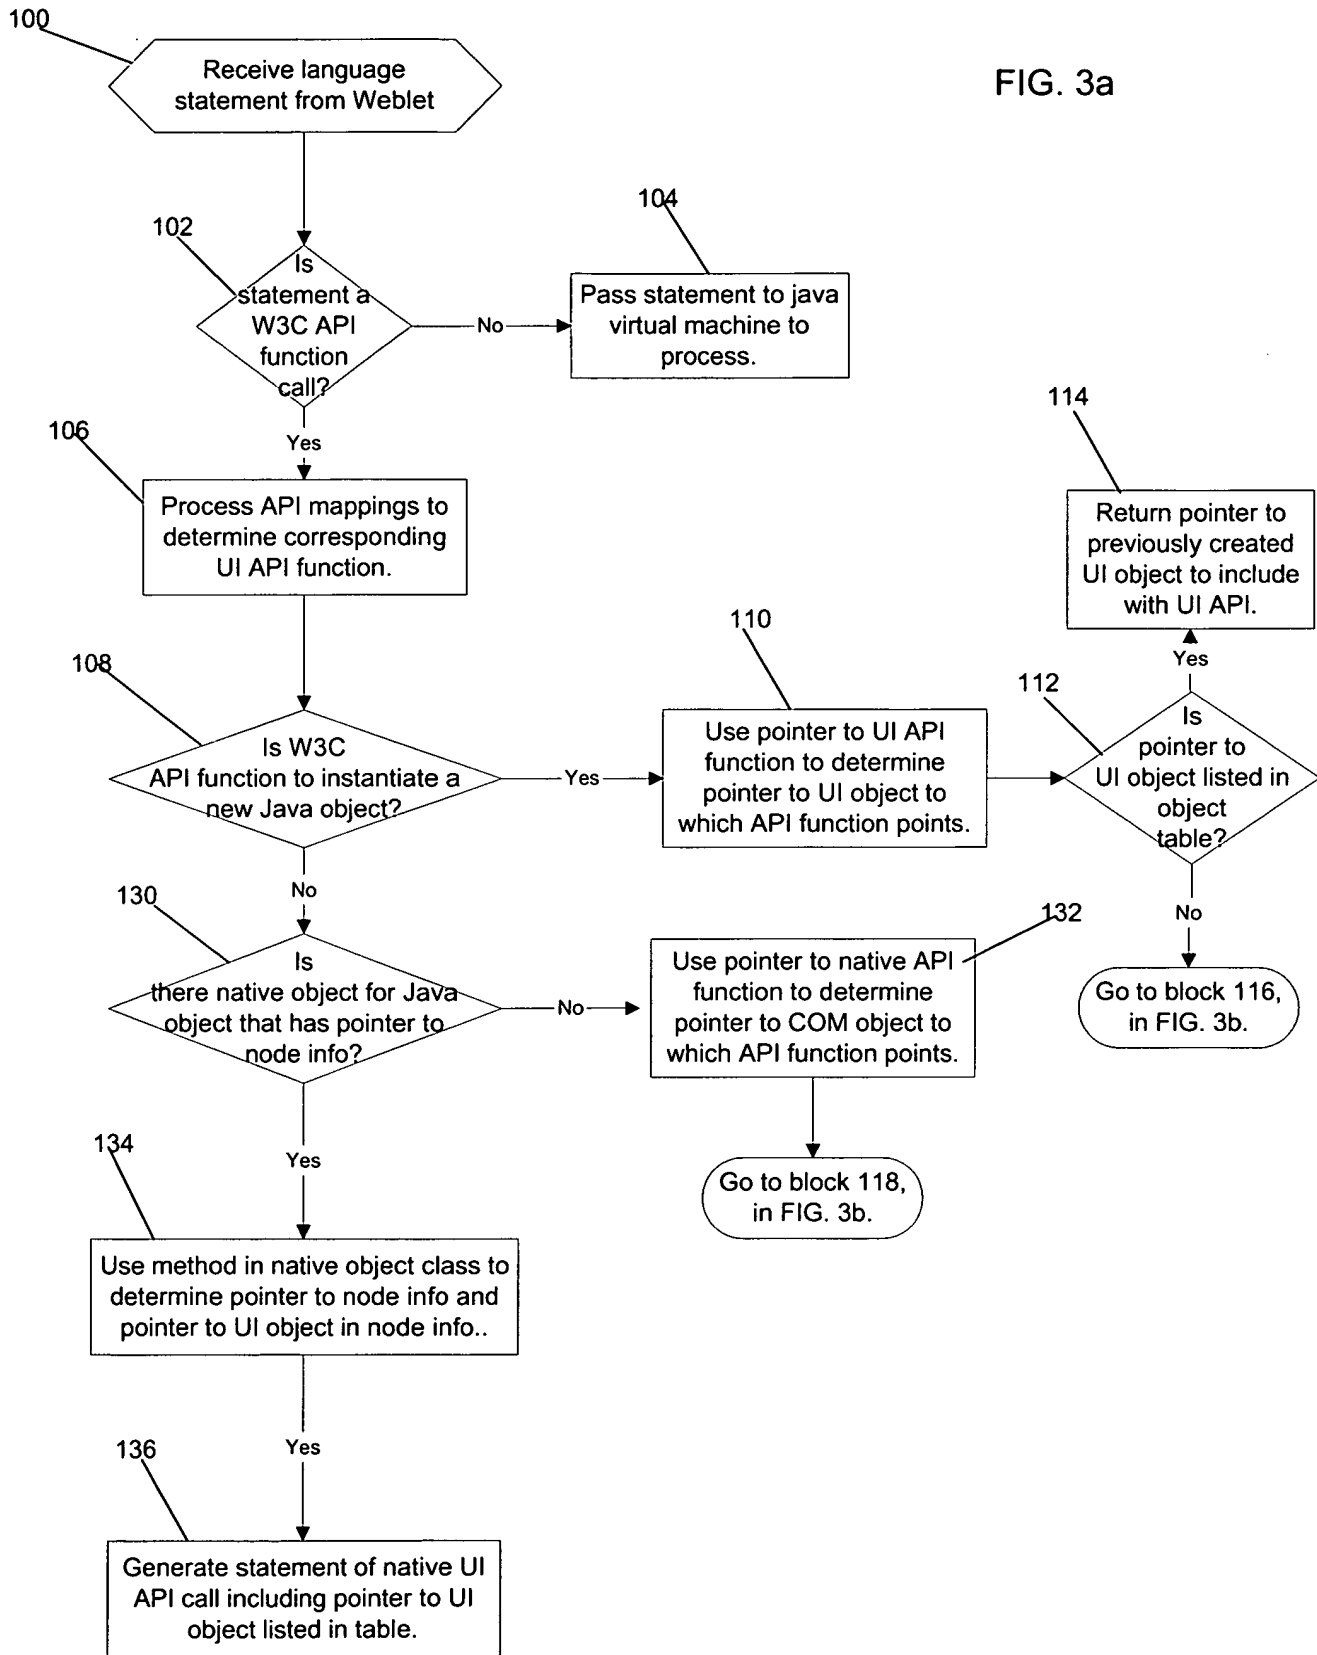 100
Receive language
statement from Weblet
FIG. 3a
102
Is
statement a
W3C API
function
call?
No
104
Pass statement to java
virtual machine to
process.
Yes
106
Process API mappings to
determine corresponding
UI API function.
108
Is W3C
API function to instantiate a
new Java object?
Yes
110
Use pointer to UI API
function to determine
pointer to UI object to
which API function points.
112
Is
pointer to
UI object listed in
object
table?
Yes
114
Return pointer to
previously created
UI object to include
with UI API.
No
Go to block 116,
in FIG. 3b.
No
130
Is
there native object for Java
object that has pointer to
node info?
No
132
Use pointer to native API
function to determine
pointer to COM object to
which API function points.
Go to block 118,
in FIG. 3b.
Yes
134
Use method in native object class to
determine pointer to node info and
pointer to UI object in node info..
Yes
136
Generate statement of native UI
API call including pointer to UI
object listed in table.